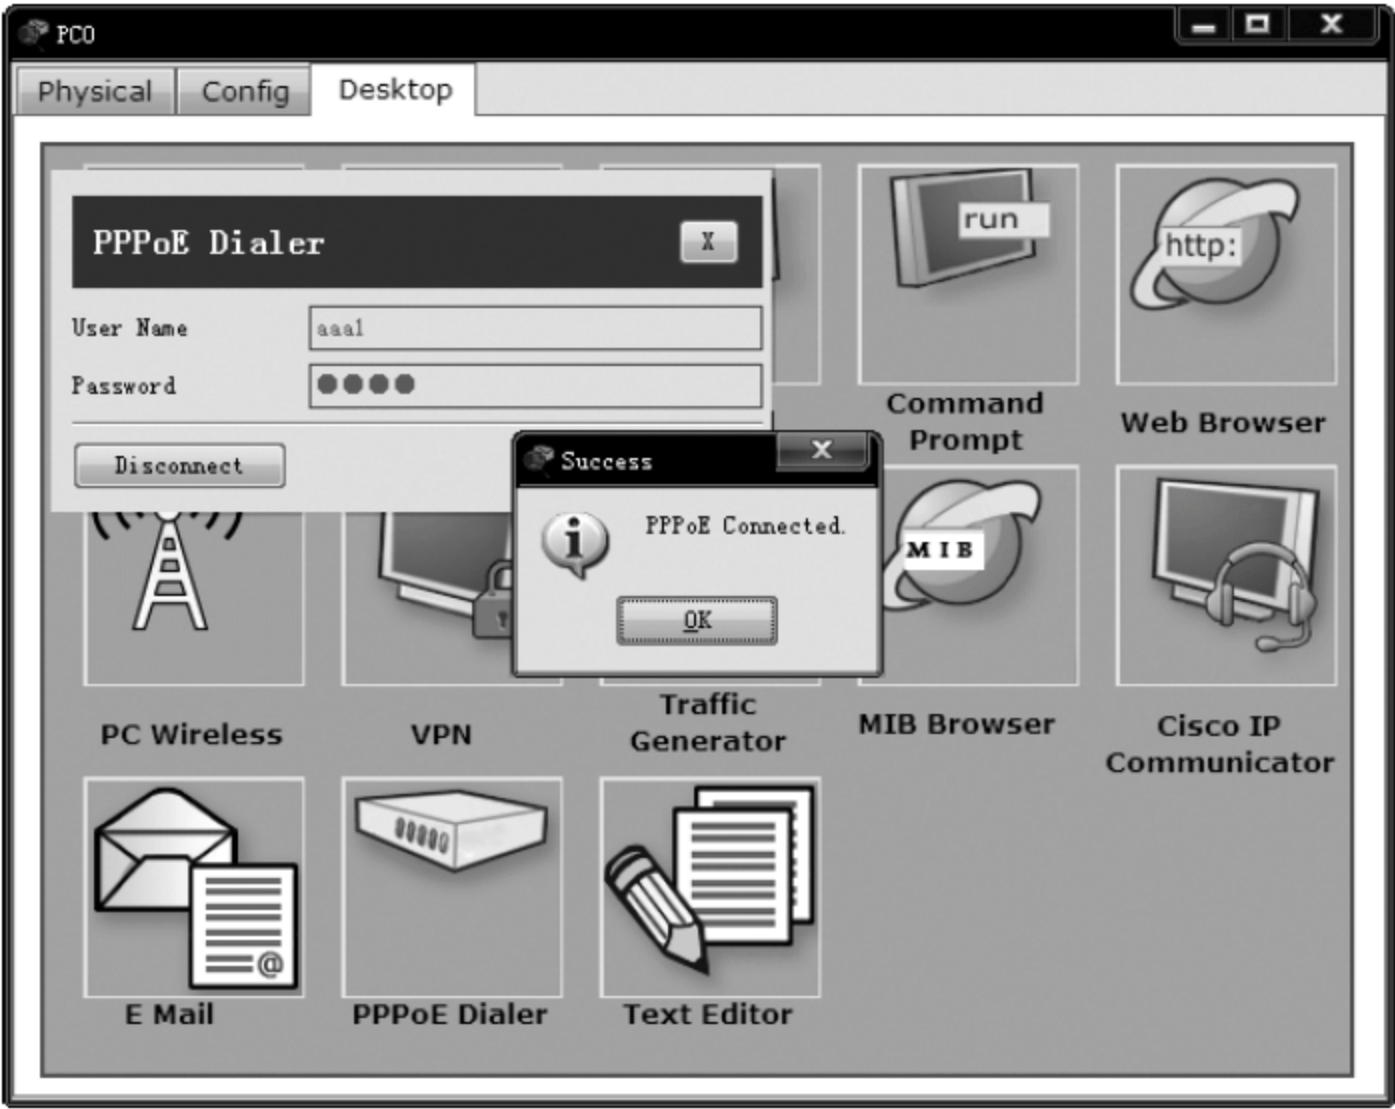 PC0
Physical
Config
Desktop
PPPoE Dialer
X
User Name
aaa1
Password
Disconnect
run
Command
Prompt
http:
Web Browser
Success
X
PPPoE Connected.
OK
PC Wireless
VPN
Traffic
Generator
MIB
MIB Browser
Cisco IP
Communicator
@
E Mail
PPPoE Dialer
Text Editor